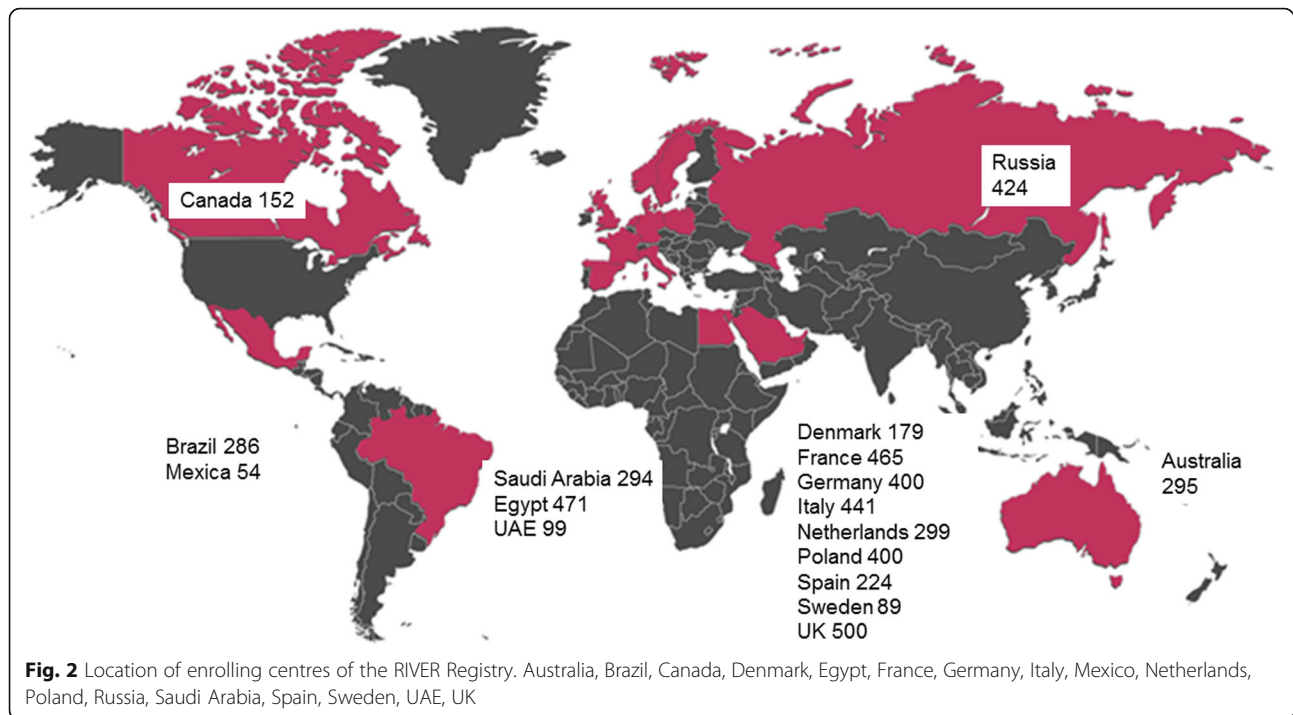 Canada 152
Russia
424
Brazil 286
Mexica 54
Saudi Arabia 294
Egypt 471
UAE 99
Denmark 179
France 465
Germany 400
Italy 441
Netherlands 299
Poland 400
Spain 224
Sweden 89
UK 500
Australia
295
Fig. 2 Location of enrolling centres of the RIVER Registry. Australia, Brazil, Canada, Denmark, Egypt, France, Germany, Italy, Mexico, Netherlands,
Poland, Russia, Saudi Arabia, Spain, Sweden, UAE, UK